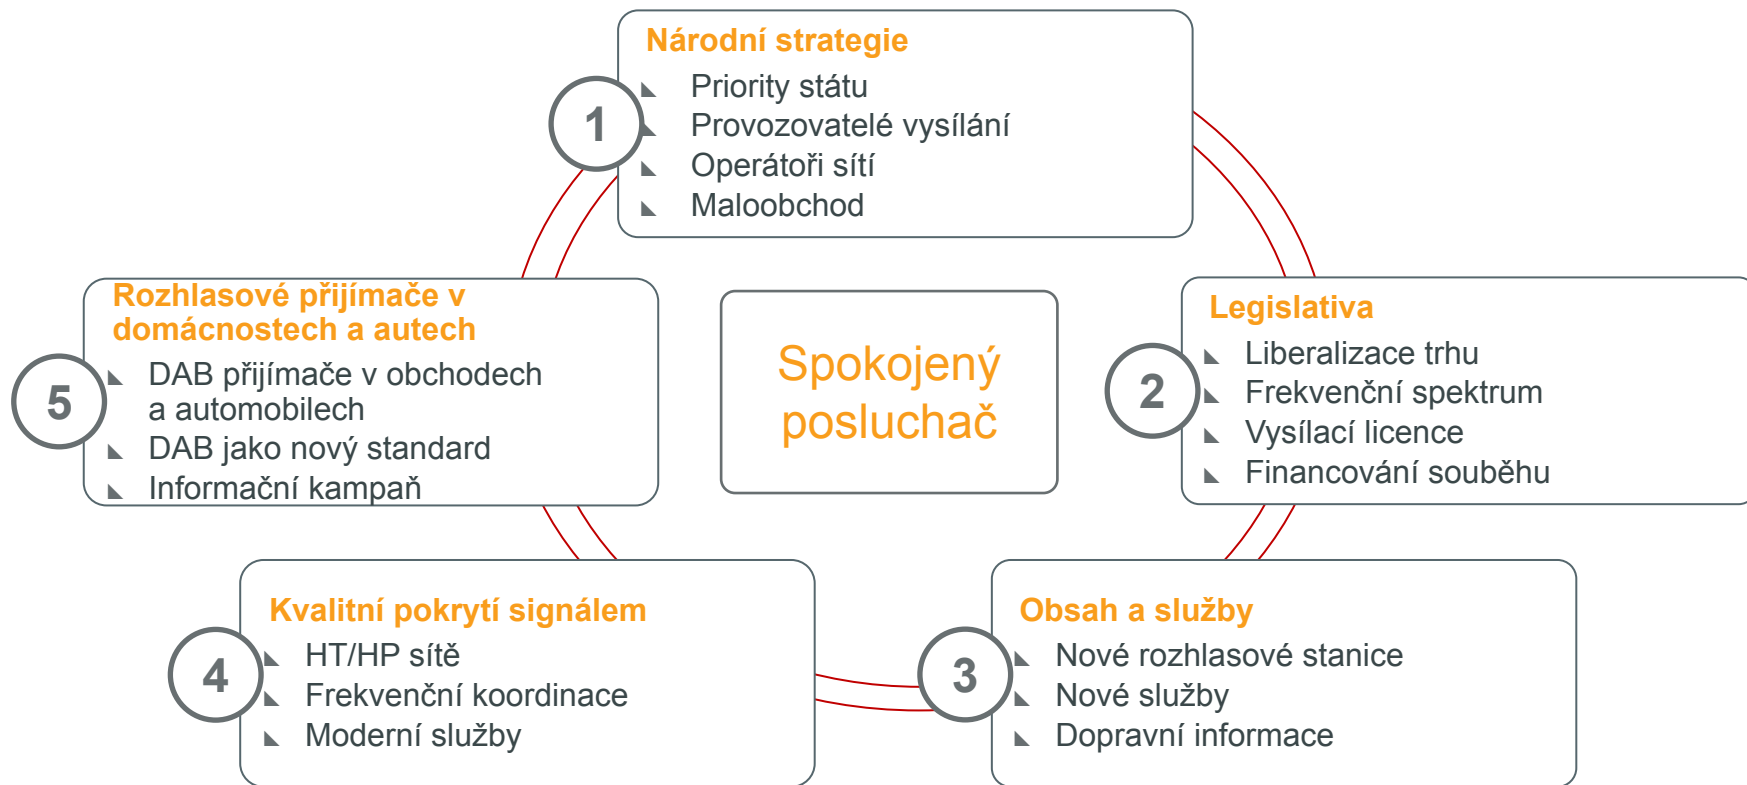 1
Národní strategie
Priority státu
Provozovatelé vysílání
Operátoři sítí
Maloobchod
Spokojený
posluchač
2
Legislativa
Liberalizace trhu
Frekvenční spektrum
Vysílací licence
Financování souběhu
3
Obsah a služby
Nové rozhlasové stanice
Nové služby
Dopravní informace
4
Kvalitní pokrytí signálem
HT/HP sítě
Frekvenční koordinace
Moderní služby
5
Rozhlasové přijímače v
domácnostech a autech
DAB přijímače v obchodech
a automobilech
DAB jako nový standard
Informační kampaň